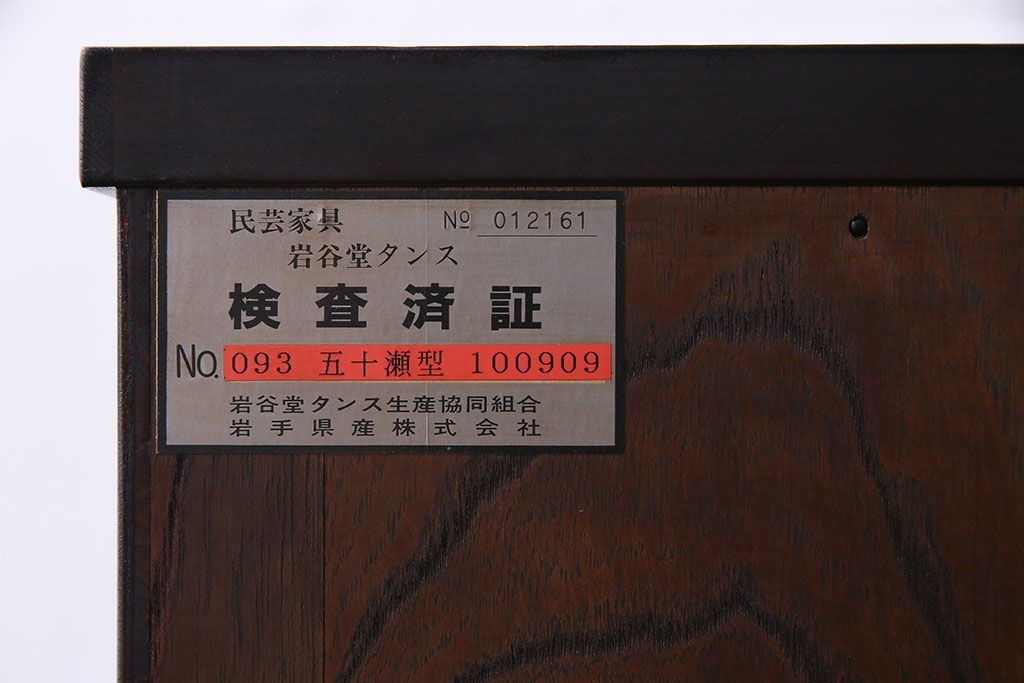 民芸家具 № 012161
岩谷堂タンス
検査済証
No. 093 五十瀬型 100909
岩谷堂タンス生産協同組合
岩手県産株式会社